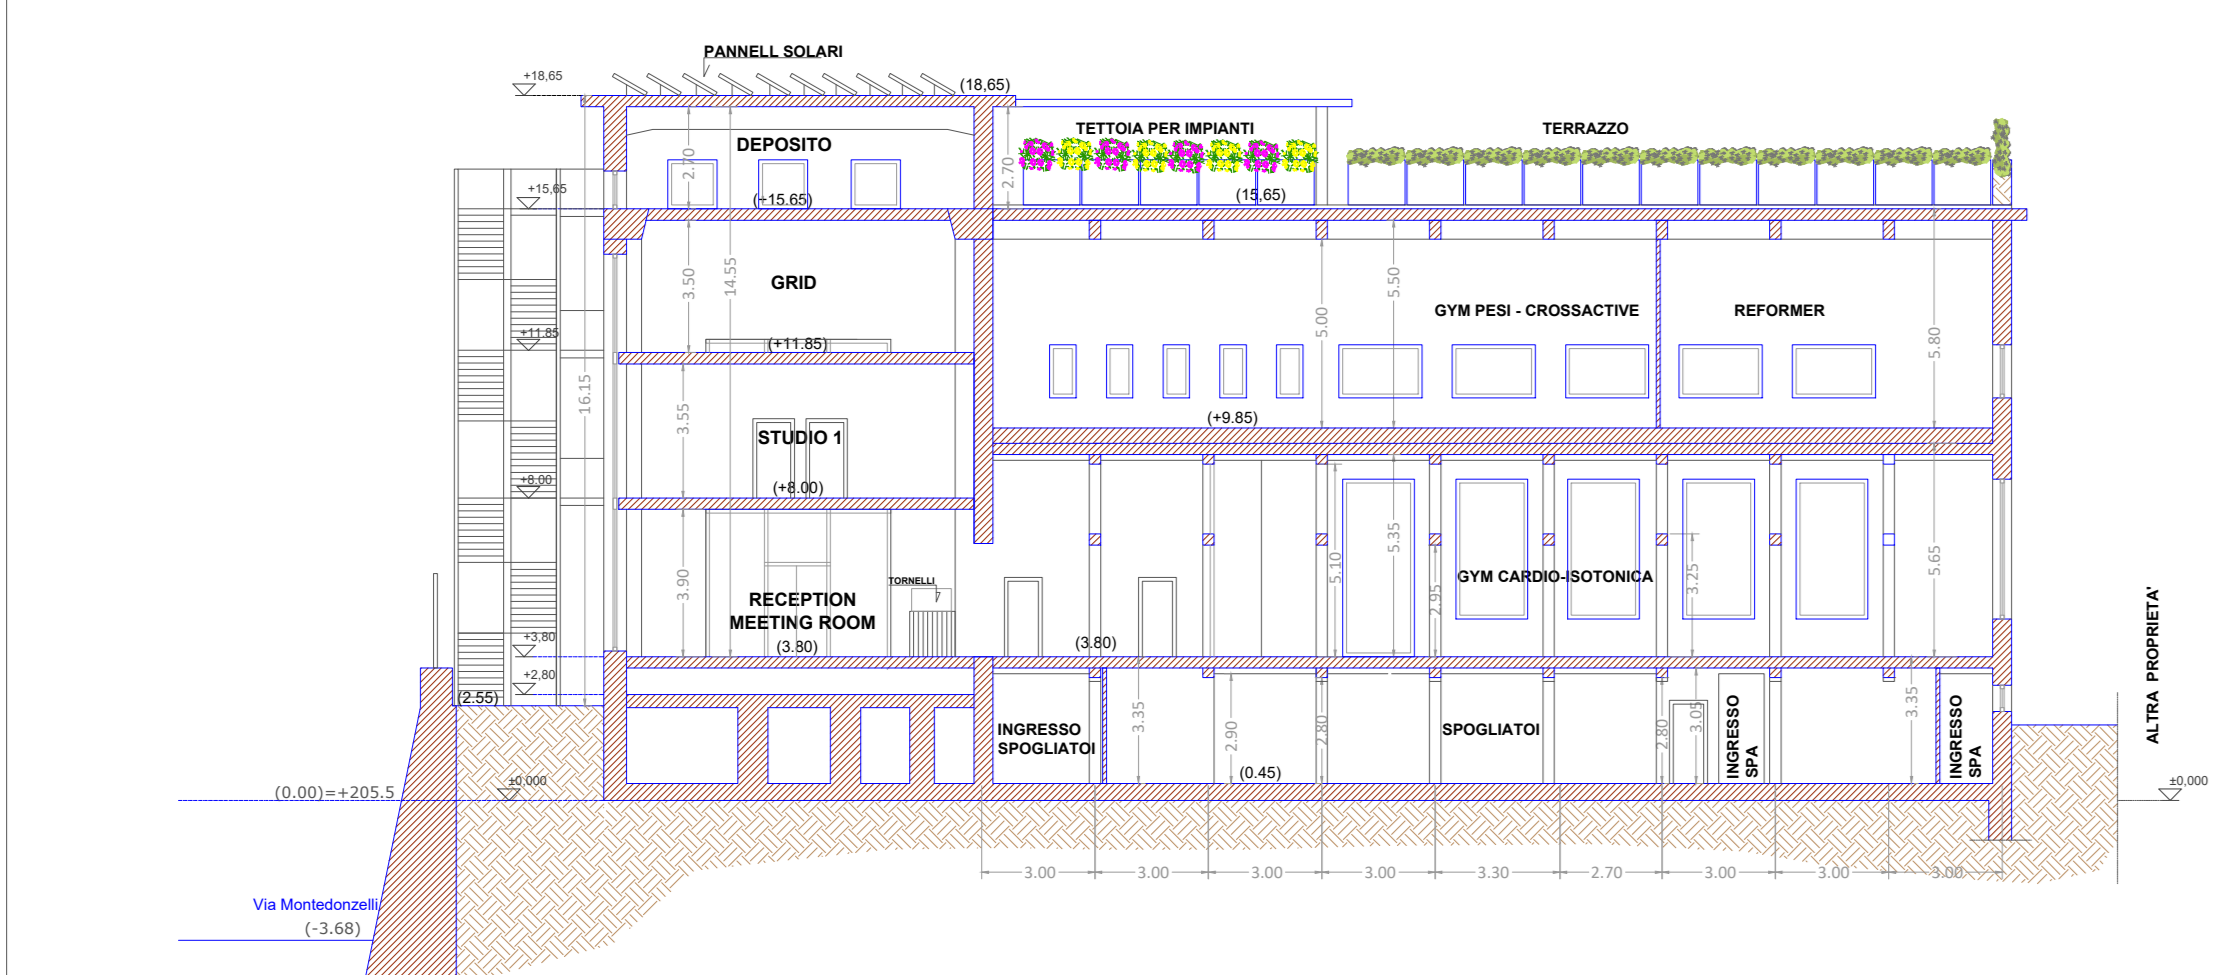 PANNELL SOLARI
+18,65
(18,65)
TETTOIA PER IMPIANTI
TERRAZZO
DEPOSITO
2.70
2.70
+15,65
(+15.65)
(15,65)
GRID
3.50
14.55
5.00
5.50
GYM PESI - CROSSACTIVE
REFORMER
5.80
+11.85
(+11.85)
16.15
3.55
STUDIO 1
(+9.85)
+8.00
(+8.00)
3.90
TORNELLI
RECEPTION
MEETING ROOM
(3.80)
(3.80)
5.10
5.35
2.95
GYM CARDIO-ISOTONICA
3.25
5.65
ALTRA PROPRIETA'
+3,80
+2,80
(2.55)
INGRESSO
SPOGLIATOI
3.35
2.90
2.80
SPOGLIATOI
2.80
3.05
INGRESSO
SPA
3.35
INGRESSO
SPA
(0.45)
±0,000
±0,000
(0.00)=+205.5
3.00
3.00
3.00
3.00
3.30
2.70
3.00
3.00
3.00
Via Montedonzelli
(-3.68)